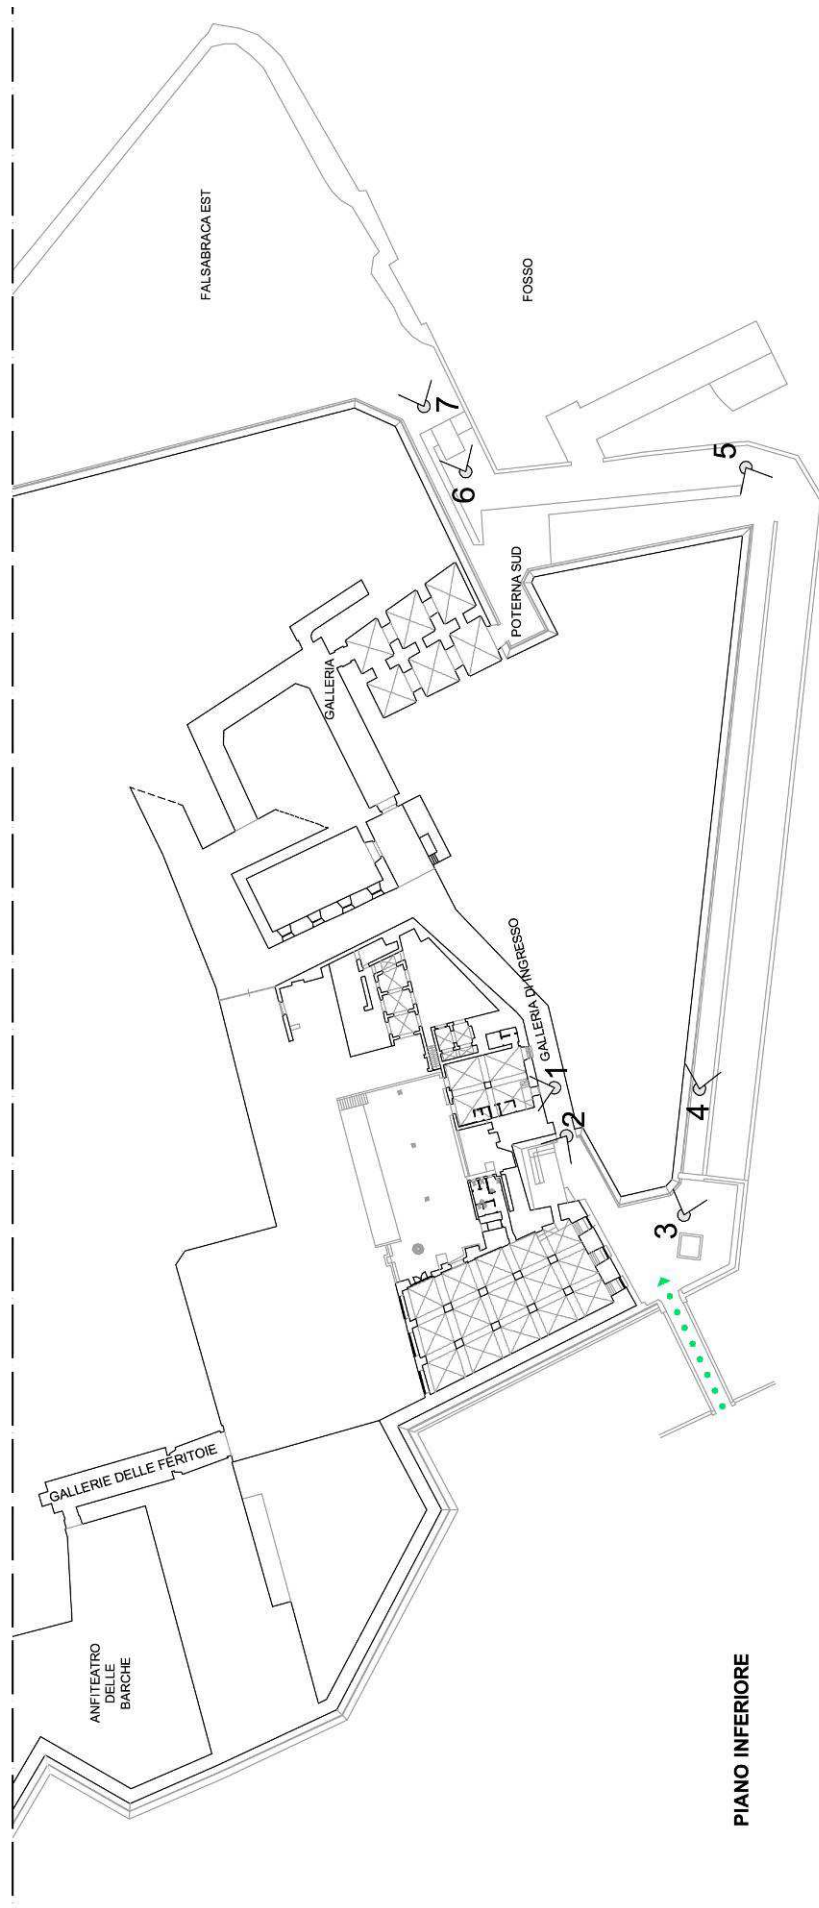 FALSABRACA EST
FOSSO
7
6
5
POTERNA SUD
GALLERIA
GALLERIA DI INGRESSO
1
2
4
3
GALLERIE DELLE FERITOIE
ANFITEATRO
DELLE
BARCHE
PIANO INFERIORE